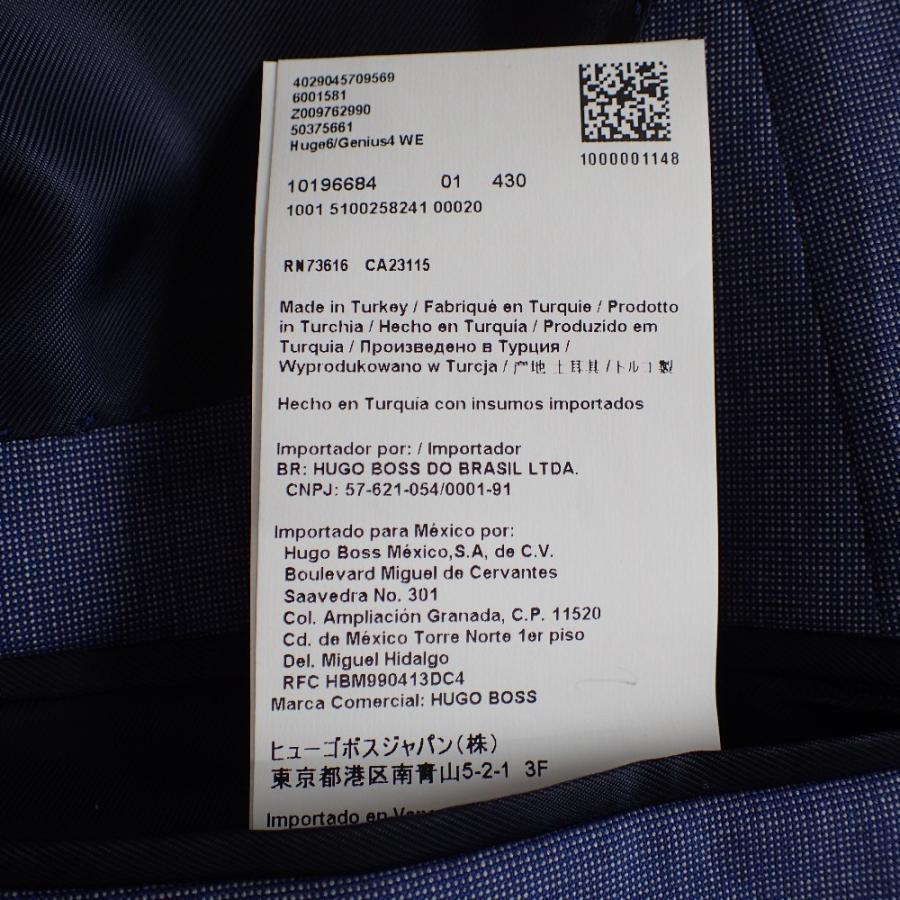 4029045709569
6001581
Z009762990
50375661
Huge6/Genius4 WE
1000001148
10196684 01 430
1001 5100258241 00020
RN73616 CA23115
Made in Turkey / Fabriqué en Turquie / Prodotto
in Turchia / Hecho en Turquía / Produzido em
Turquia / Произведено в Турция /
Wyprodukowano w Turcja / 产地 土耳其 / トルコ製
Hecho en Turquía con insumos importados
Importador por: / Importador
BR: HUGO BOSS DO BRASIL LTDA.
CNPJ: 57-621-054/0001-91
Importado para México por:
Hugo Boss México,S.A, de C.V.
Boulevard Miguel de Cervantes
Saavedra No. 301
Col. Ampliación Granada, C.P. 11520
Cd. de México Torre Norte 1er piso
Del. Miguel Hidalgo
RFC HBM990413DC4
Marca Comercial: HUGO BOSS
ヒューゴボスジャパン(株)
東京都港区南青山5-2-1 3F
Importado en